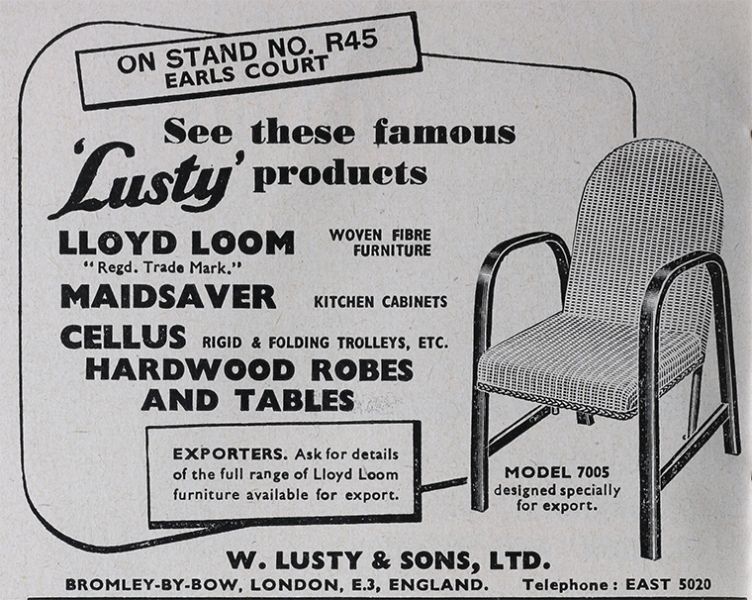 ON STAND NO. R45
EARLS COURT
See these famous
'Lusty' products
LLOYD LOOM WOVEN FIBRE FURNITURE
"Regd. Trade Mark."
MAIDSAVER KITCHEN CABINETS
CELLUS RIGID & FOLDING TROLLEYS, ETC.
HARDWOOD ROBES
AND TABLES
EXPORTERS. Ask for details
of the full range of Lloyd Loom
furniture available for export.
MODEL 7005
designed specially
for export.
W. LUSTY & SONS, LTD.
BROMLEY-BY-BOW, LONDON, E.3, ENGLAND. Telephone: EAST 5020